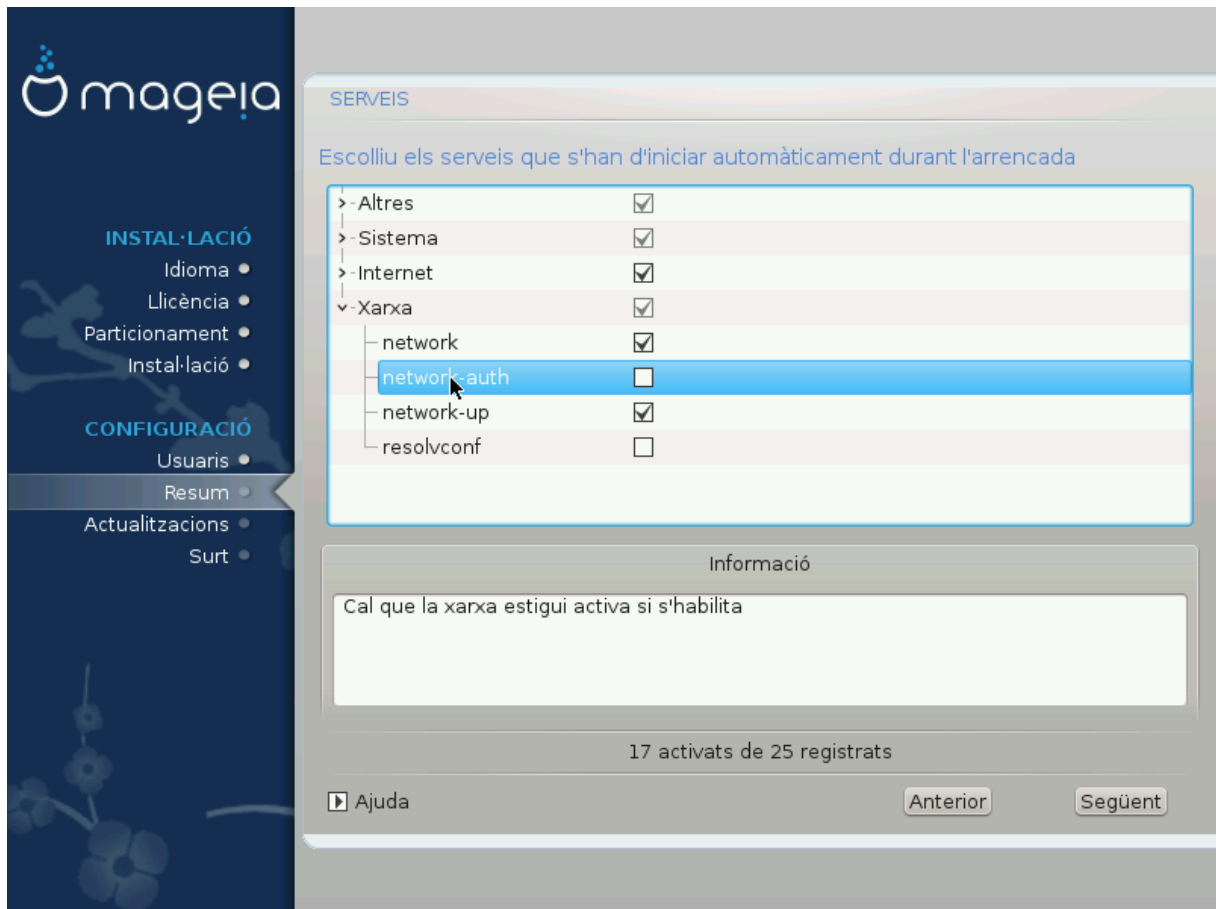 mageia
INSTAL·LACIÓ
Idioma
Llicència
Particionament
Instal·lació
CONFIGURACIÓ
Usuaris
Resum
Actualitzacions
Surt
SERVEIS
Escolliu els serveis que s'han d'iniciar automàticament durant l'arrencada
Altres
Sistema
Internet
Xarxa
network
network-auth
network-up
resolvconf
Informació
Cal que la xarxa estigui activa si s'habilita
17 activats de 25 registrats
Ajuda
Anterior
Següent